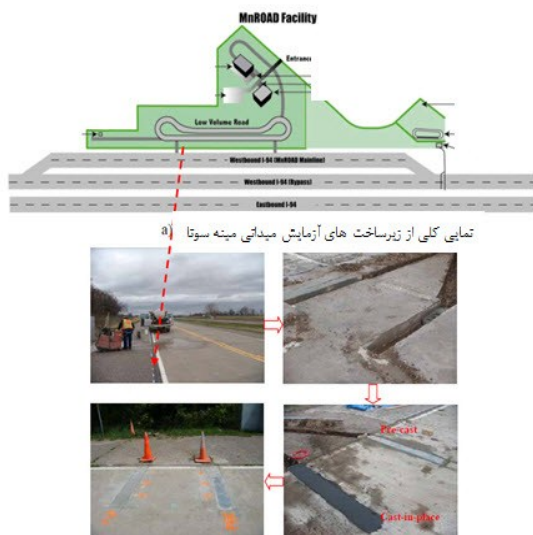 MnROAD Facility
Entrance
Low Volume Road
Westbound I-94 (MnROAD Mainline)
Westbound I-94 (Bypass)
Eastbound I-94
a) نمایی کلی از زیرساخت های آزمایش میدانی مینه سوتا
Pre-cast
Cast-in-place